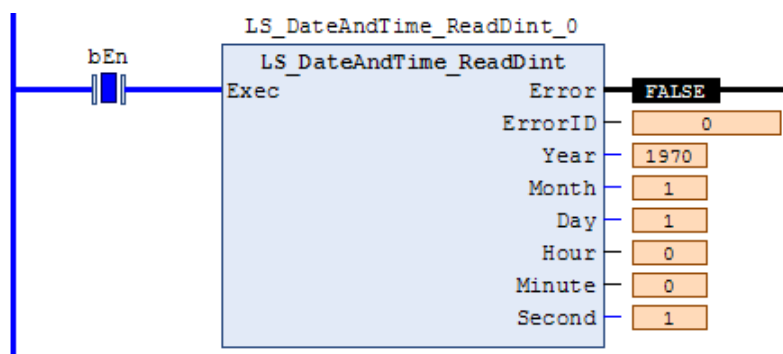 LS_DateAndTime_ReadDint_0
bEn
LS_DateAndTime_ReadDint
Exec Error FALSE
ErrorID 0
Year 1970
Month 1
Day 1
Hour 0
Minute 0
Second 1